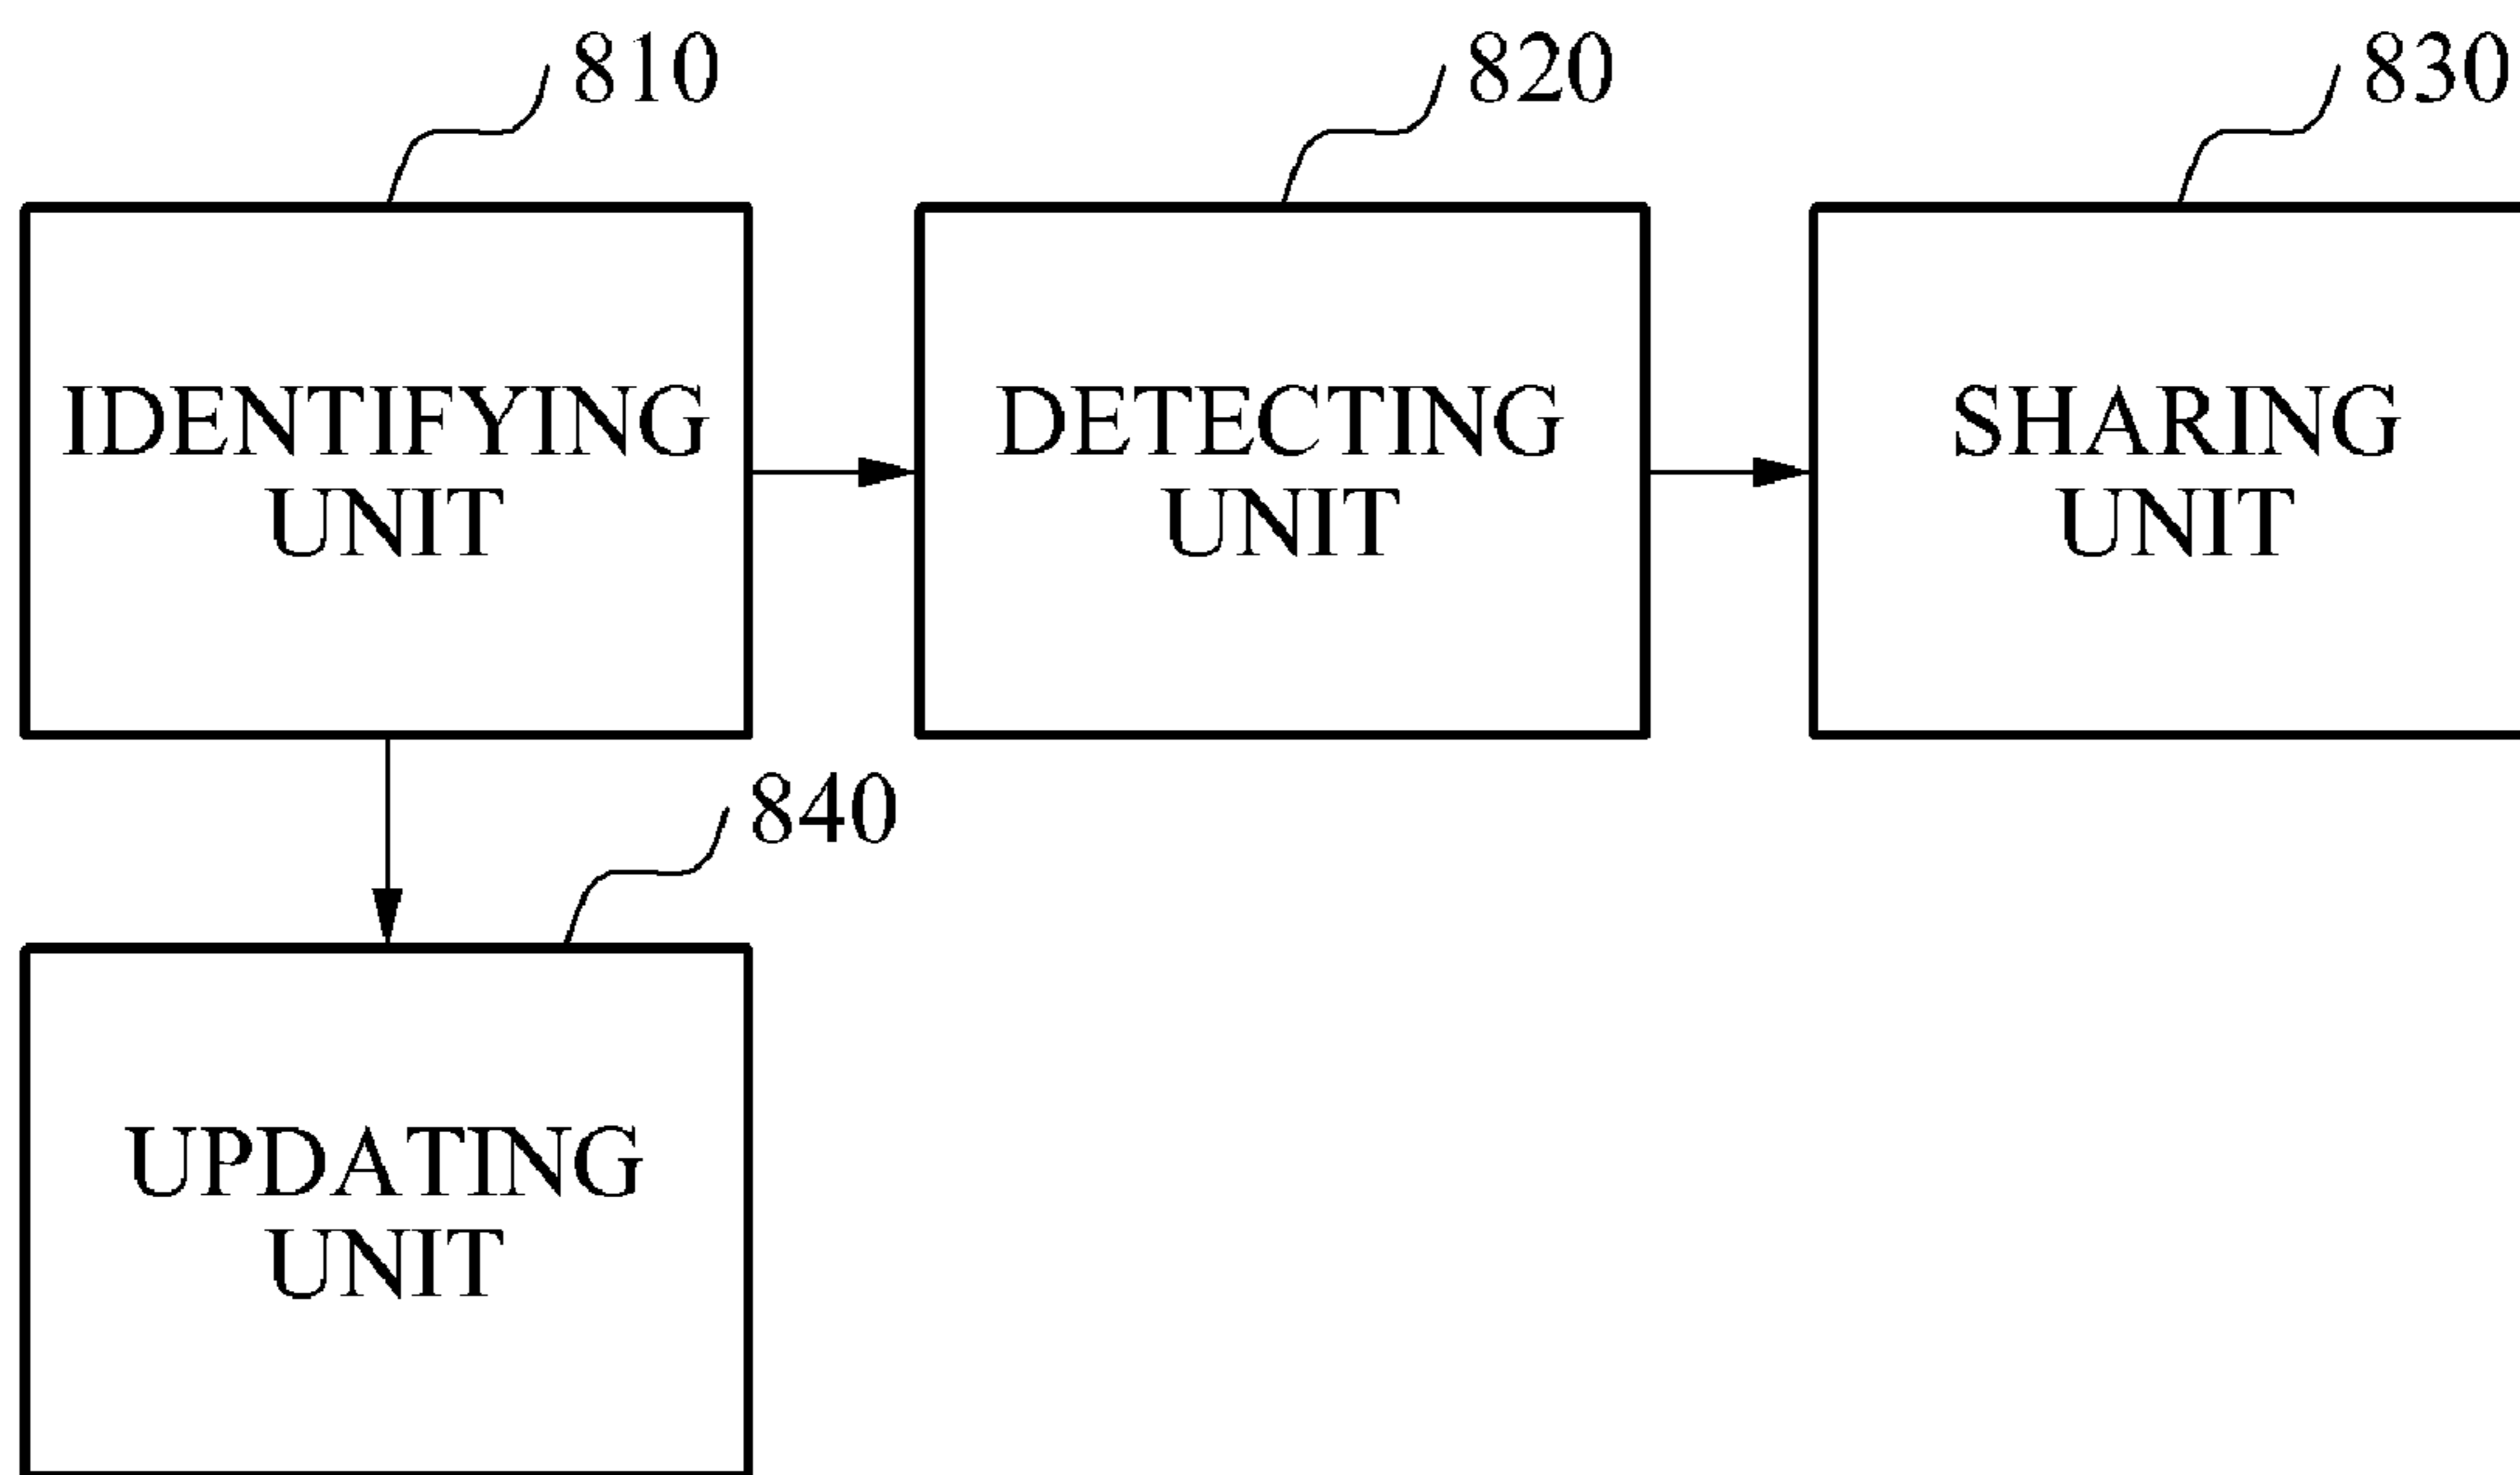 810
820
830
IDENTIFYING
UNIT
DETECTING
UNIT
SHARING
UNIT
840
UPDATING
UNIT